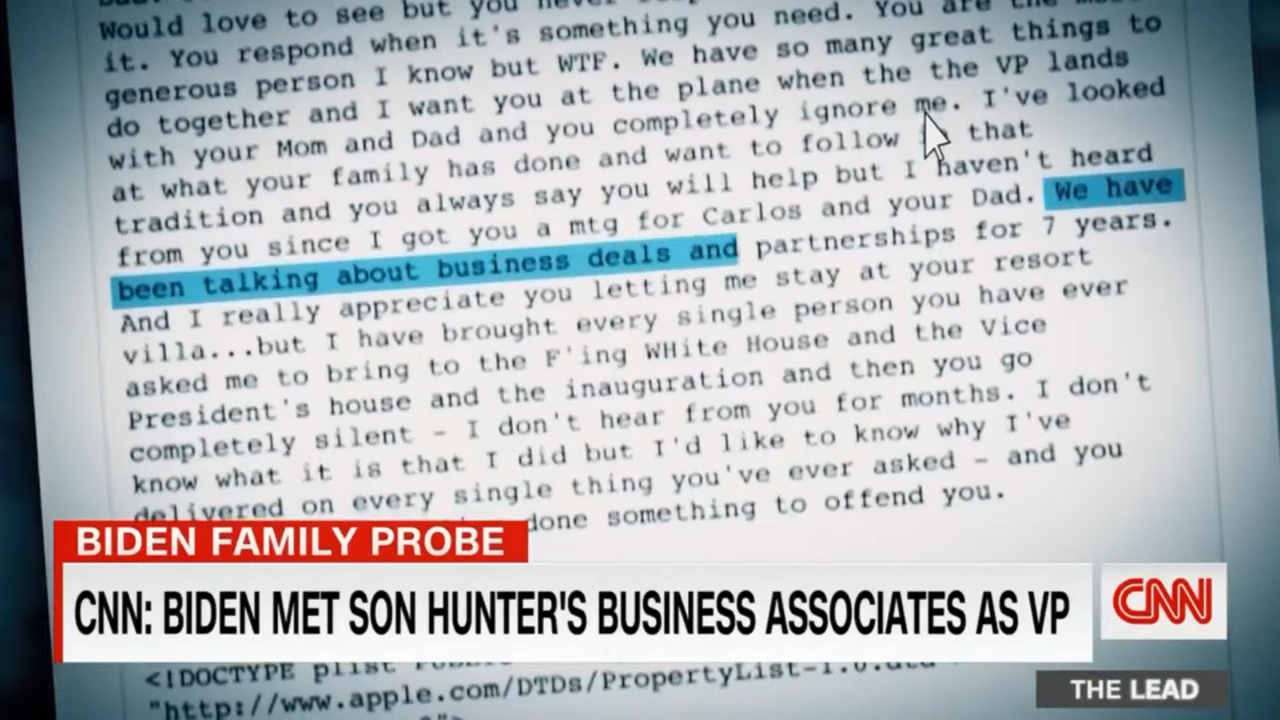 Would love to see but you never
it. You respond when it's something you need. You are the most
generous person I know but WTF. We have so many great things to
do together and I want you at the plane when the the VP lands
with your Mom and Dad and you completely ignore me. I've looked
at what your family has done and want to follow in that
tradition and you always say you will help but I haven't heard
from you since I got you a mtg for Carlos and your Dad. We have
been talking about business deals and partnerships for 7 years.
And I really appreciate you letting me stay at your resort
villa...but I have brought every single person you have ever
asked me to bring to the F'ing WHite House and the Vice
President's house and the inauguration and then you go
completely silent – I don't hear from you for months. I don't
know what it is that I did but I'd like to know why I've
delivered on every single thing you've ever asked – and you
done something to offend you.
BIDEN FAMILY PROBE
CNN: BIDEN MET SON HUNTER'S BUSINESS ASSOCIATES AS VP
CNN
<!DOCTYPE plist
"http://www.apple.com/DTDs/PropertyList-1.0.dtd
THE LEAD